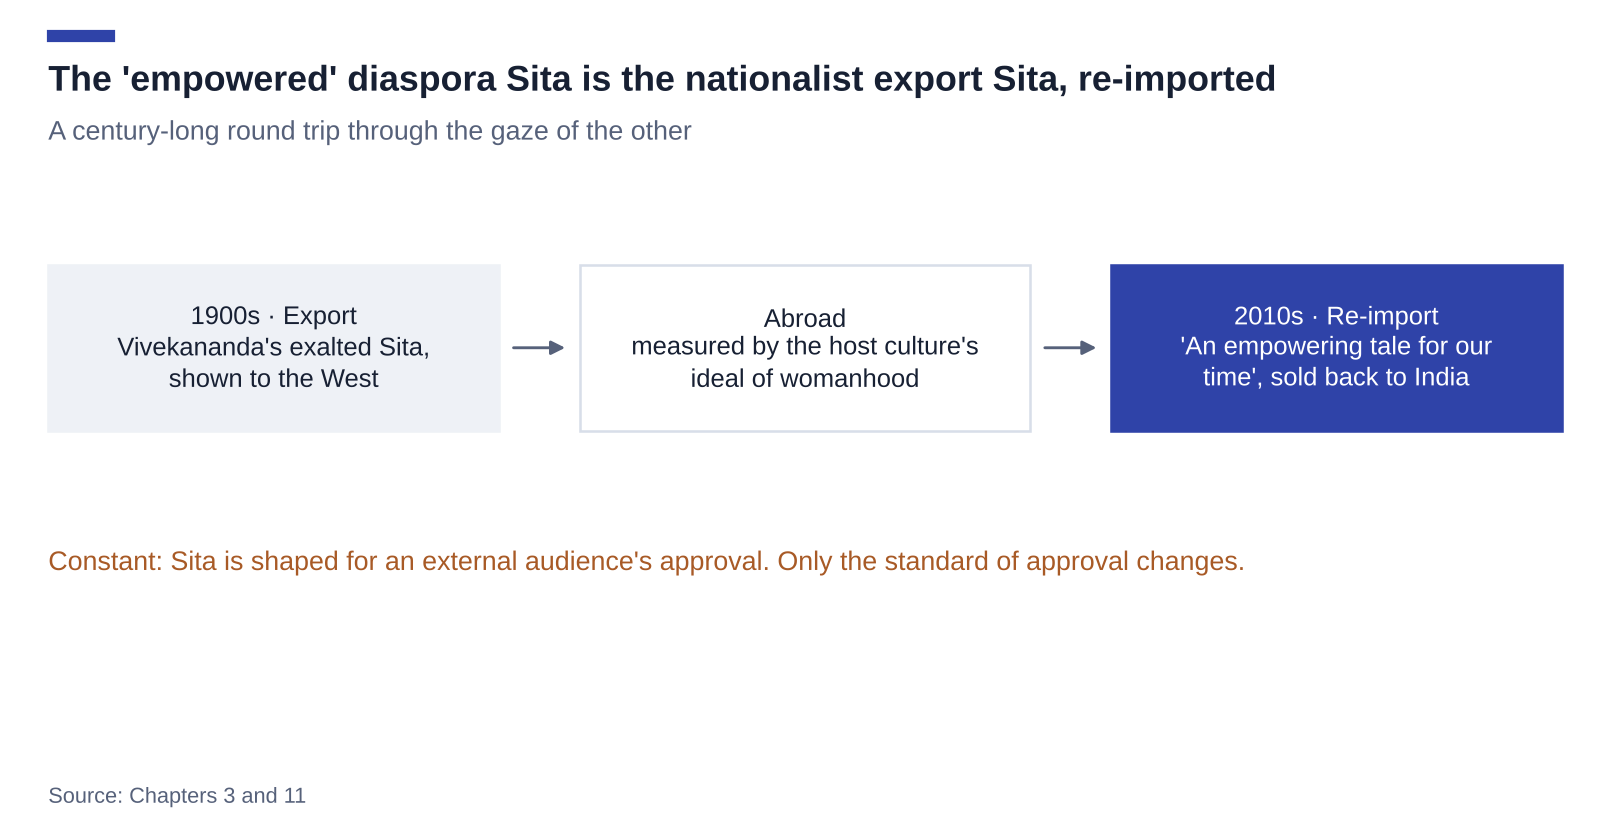 The 'empowered' diaspora Sita is the nationalist export Sita, re-imported
A century-long round trip through the gaze of the other
1900s · Export
Vivekananda's exalted Sita,
shown to the West
Abroad
measured by the host culture's
ideal of womanhood
2010s · Re-import
'An empowering tale for our
time', sold back to India
Constant: Sita is shaped for an external audience's approval. Only the standard of approval changes.
Source: Chapters 3 and 11